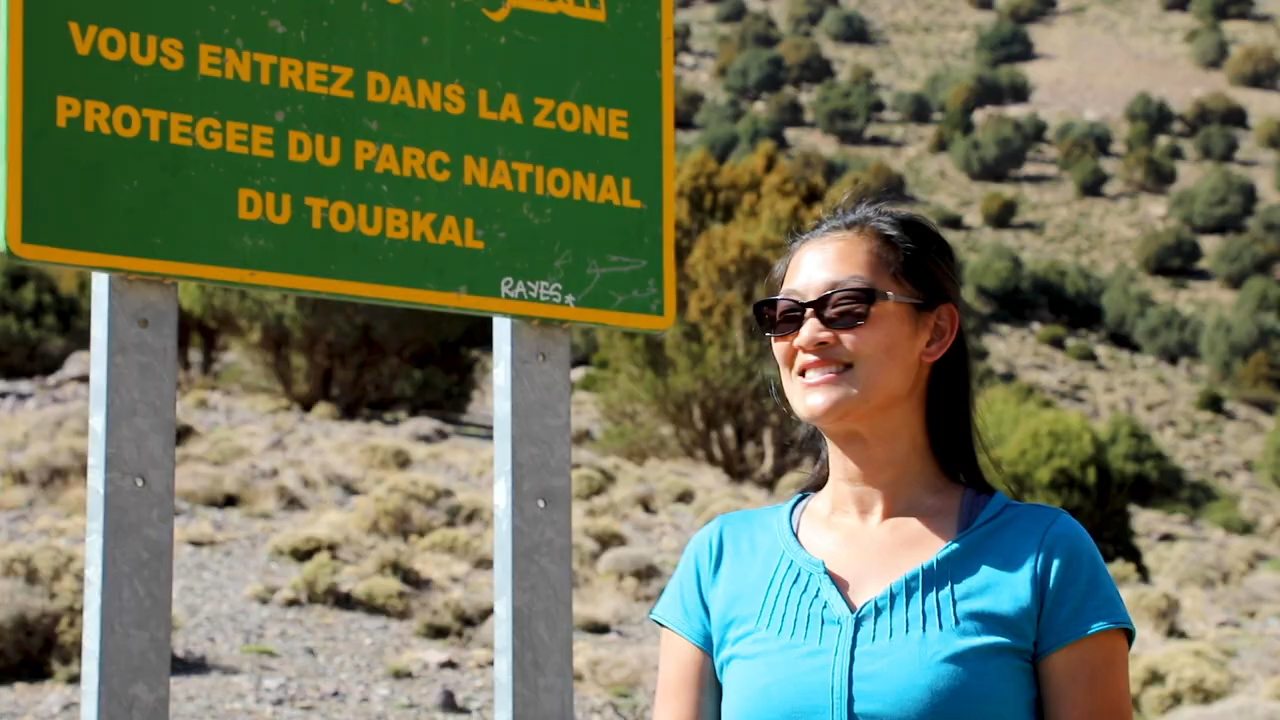 VOUS ENTREZ DANS LA ZONE
PROTEGEE DU PARC NATIONAL
DU TOUBKAL
RAYES